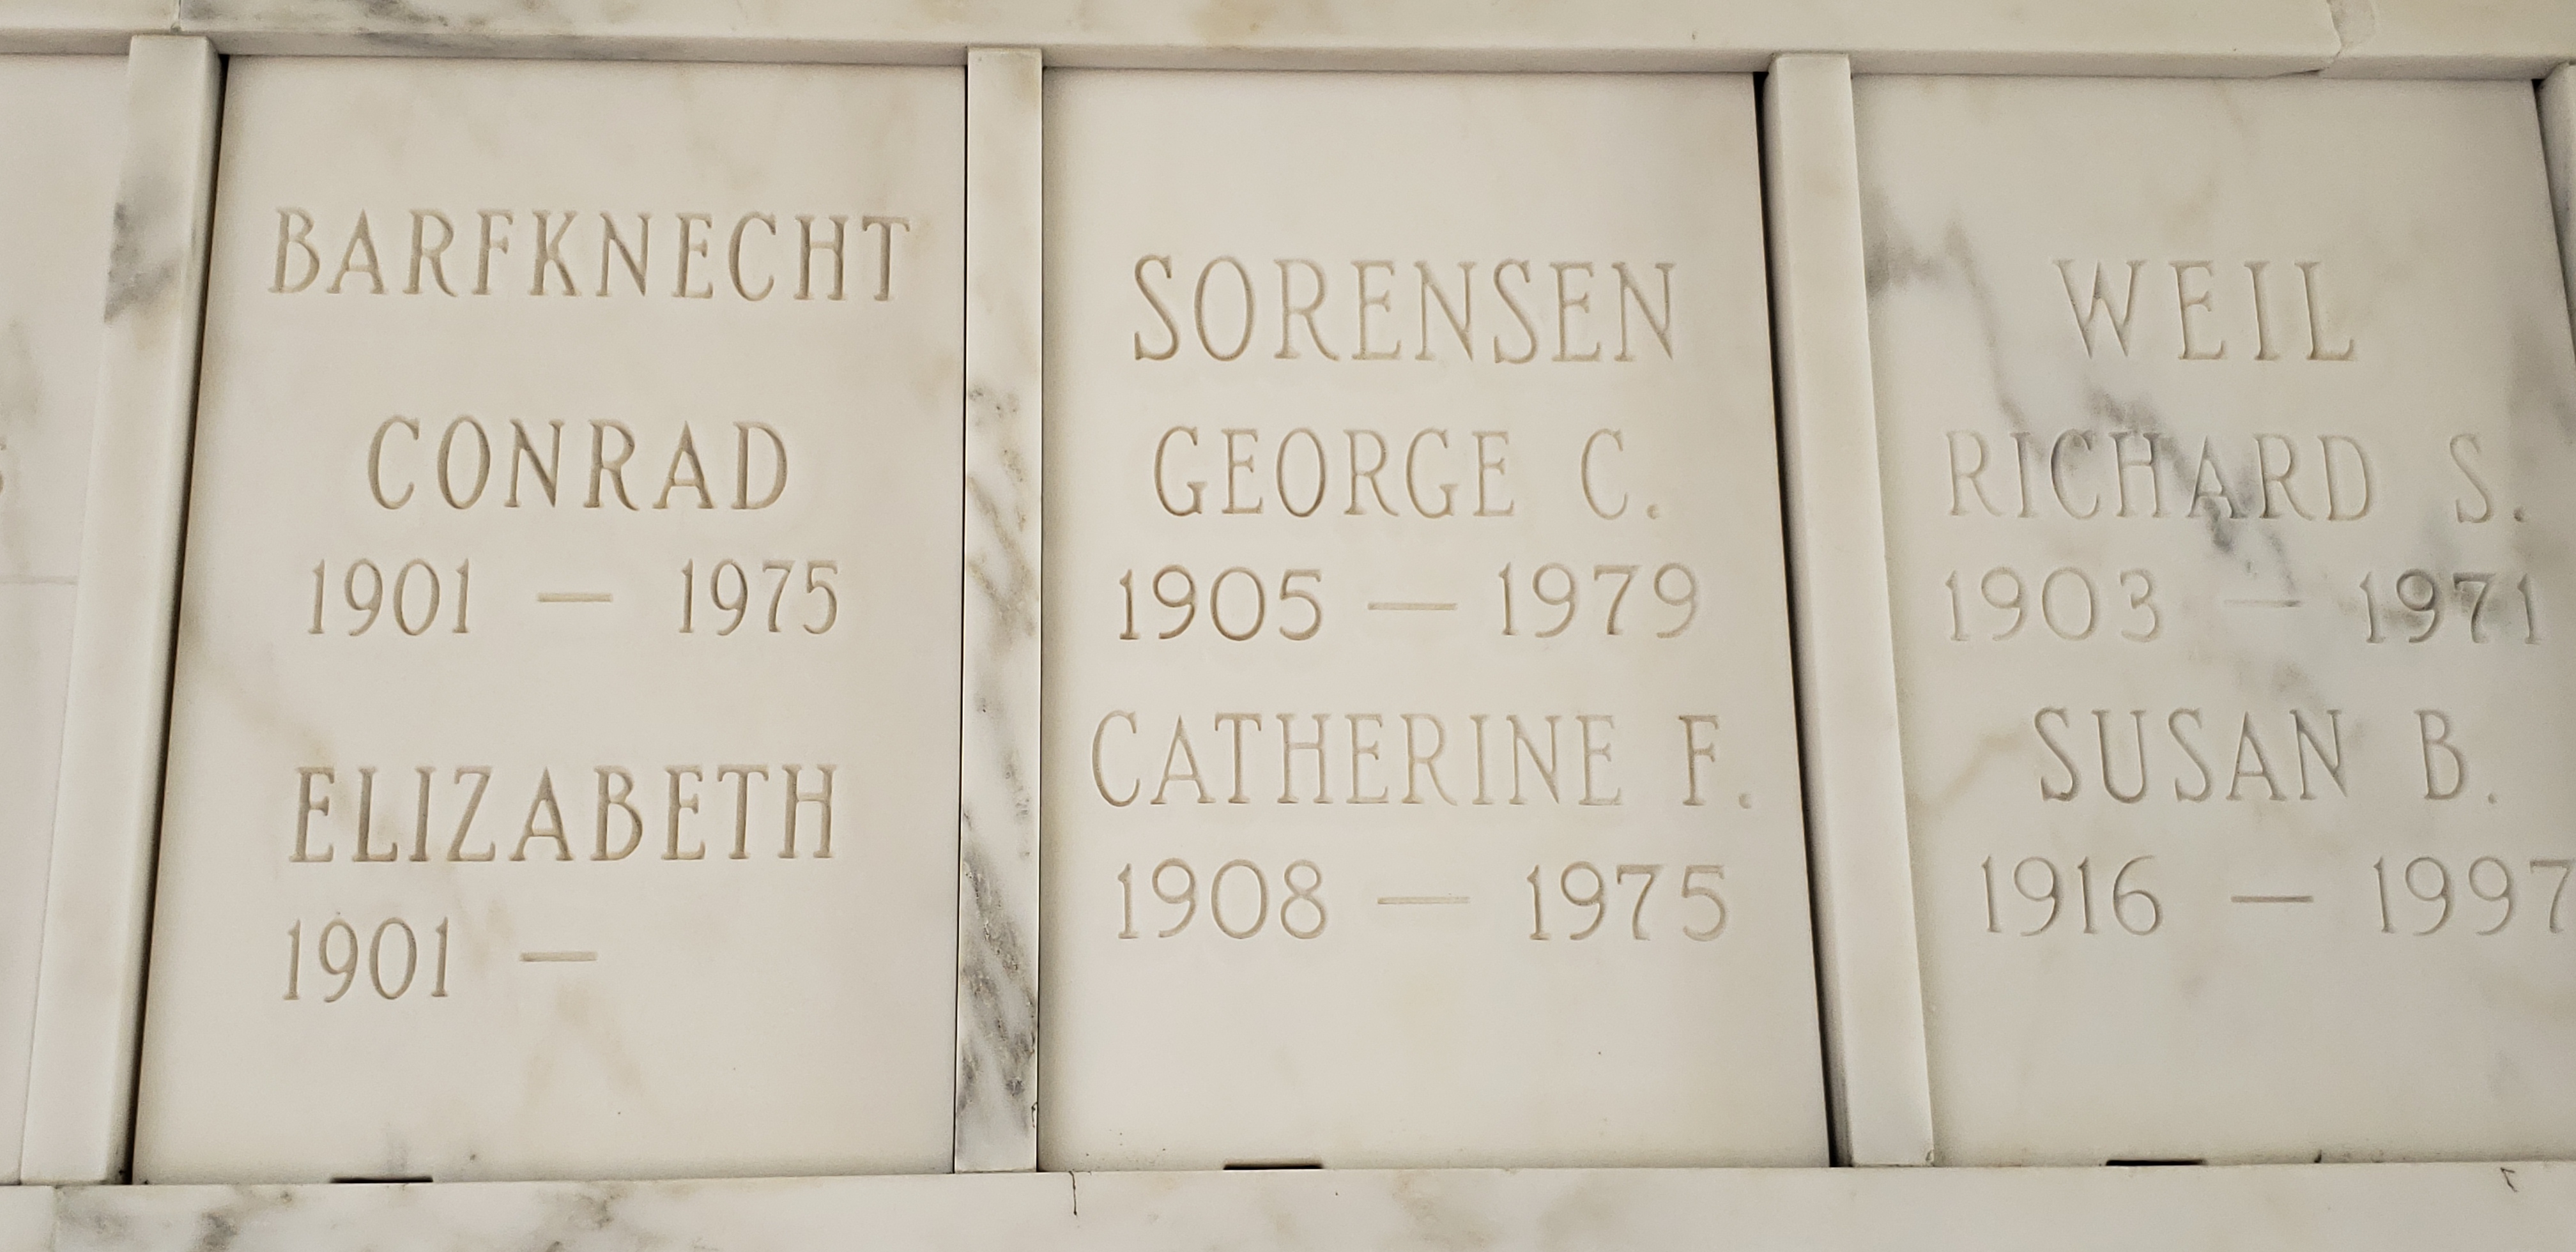 BARFKNECHT
CONRAD
1901 — 1975
ELIZABETH
1901 —
SORENSEN
GEORGE C.
1905 — 1979
CATHERINE F.
1908 — 1975
WEIL
RICHARD S.
1903 — 1971
SUSAN B.
1916 — 1997